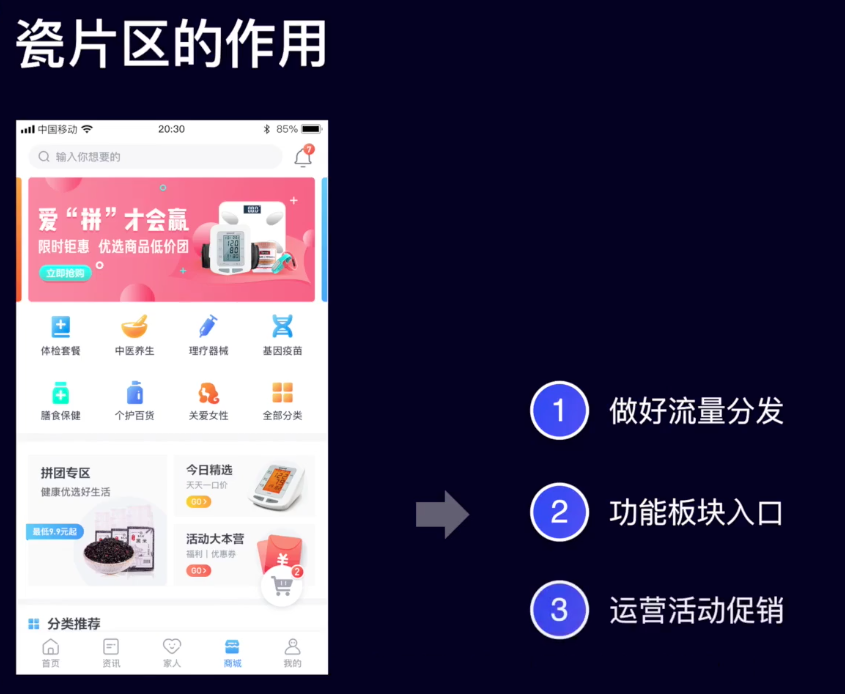 瓷片区的作用
中国移动 20:30 85%
输入你想要的 7
爱“拼”才会赢
限时钜惠 优选商品低价团
立即抢购
体检套餐 中医养生 理疗器械 基因疫苗
膳食保健 个护百货 关爱女性 全部分类
拼团专区
健康优选好生活
最低9.9元起
今日精选
天天一口价
GO>
活动大本营
福利 | 优惠券
GO>
¥
2
分类推荐
首页 资讯 家人 商城 我的
1 做好流量分发
2 功能板块入口
3 运营活动促销